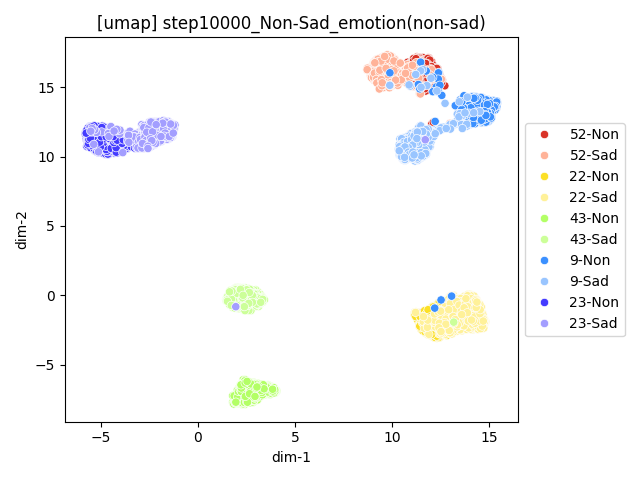 [umap] step10000_Non-Sad_emotion(non-sad)
dim-2
15
10
5
0
−5
−5
0
5
10
15
dim-1
52-Non
52-Sad
22-Non
22-Sad
43-Non
43-Sad
9-Non
9-Sad
23-Non
23-Sad